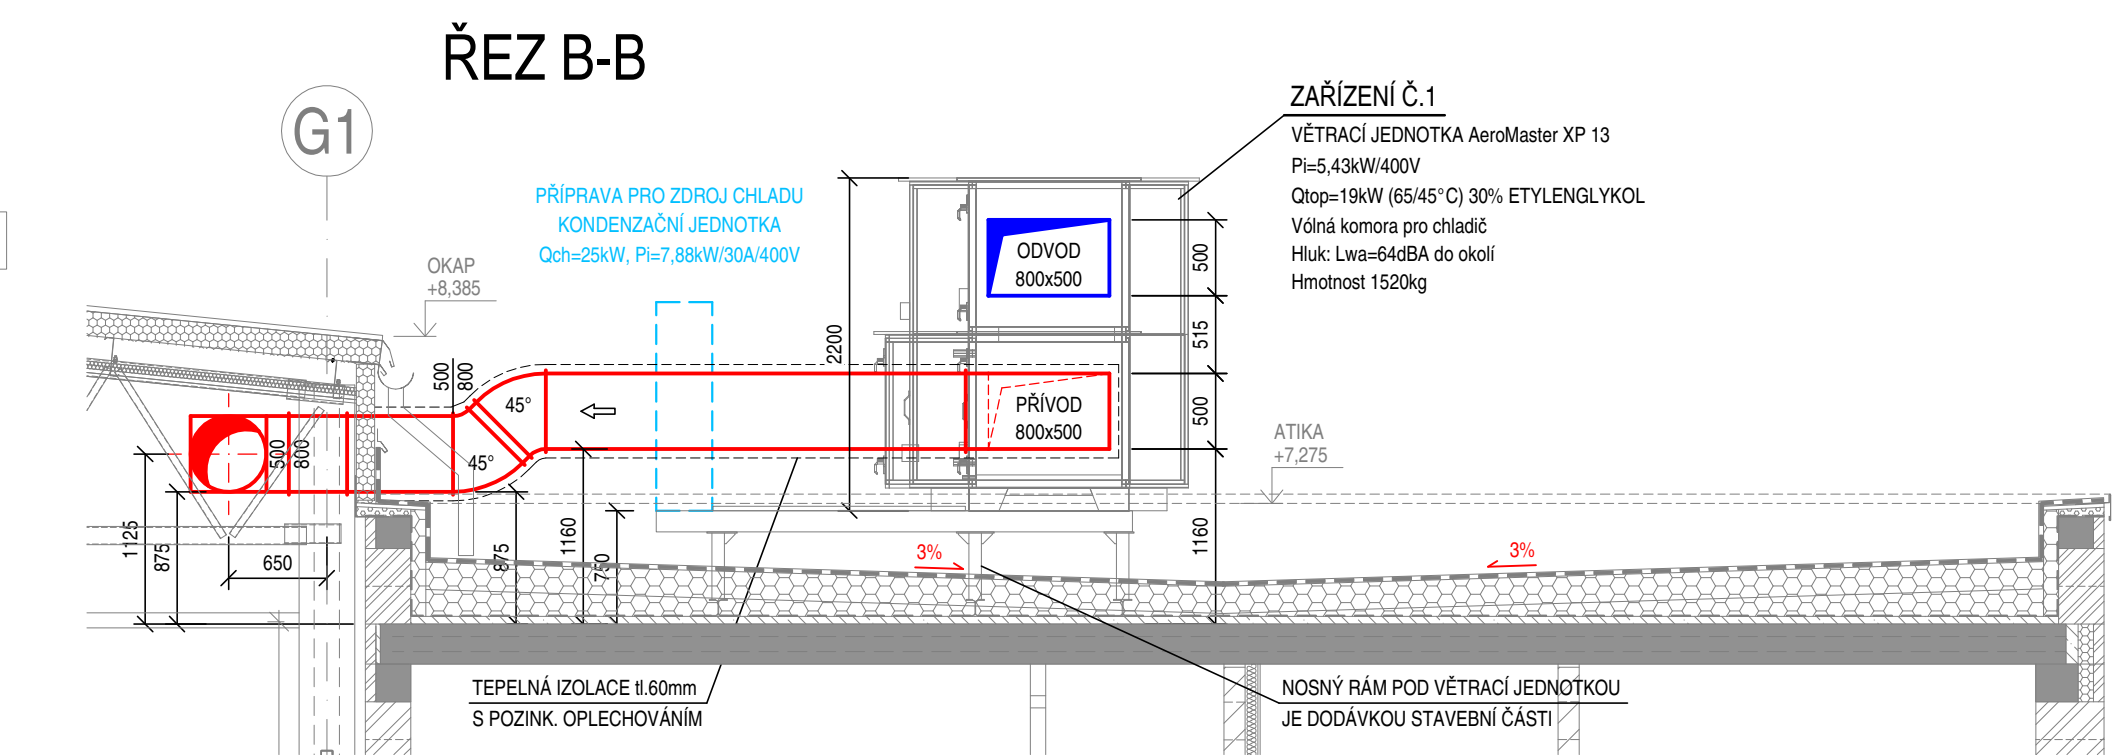 ŘEZ B-B
G1
ZAŘÍZENÍ Č.1
VĚTRACÍ JEDNOTKA AeroMaster XP 13
Pi=5,43kW/400V
Qtop=19kW (65/45°C) 30% ETYLENGLYKOL
Vólná komora pro chladič
Hluk: Lwa=64dBA do okolí
Hmotnost 1520kg
PŘÍPRAVA PRO ZDROJ CHLADU
KONDENZAČNÍ JEDNOTKA
Qch=25kW, Pi=7,88kW/30A/400V
OKAP
+8,385
ODVOD
800x500
500
515
2200
500
800
45°
PŘÍVOD
800x500
500
ATIKA
+7,275
500
800
45°
1125
875
650
875
1160
750
3%
1160
3%
TEPELNÁ IZOLACE tl.60mm
S POZINK. OPLECHOVÁNÍM
NOSNÝ RÁM POD VĚTRACÍ JEDNOTKOU
JE DODÁVKOU STAVEBNÍ ČÁSTI